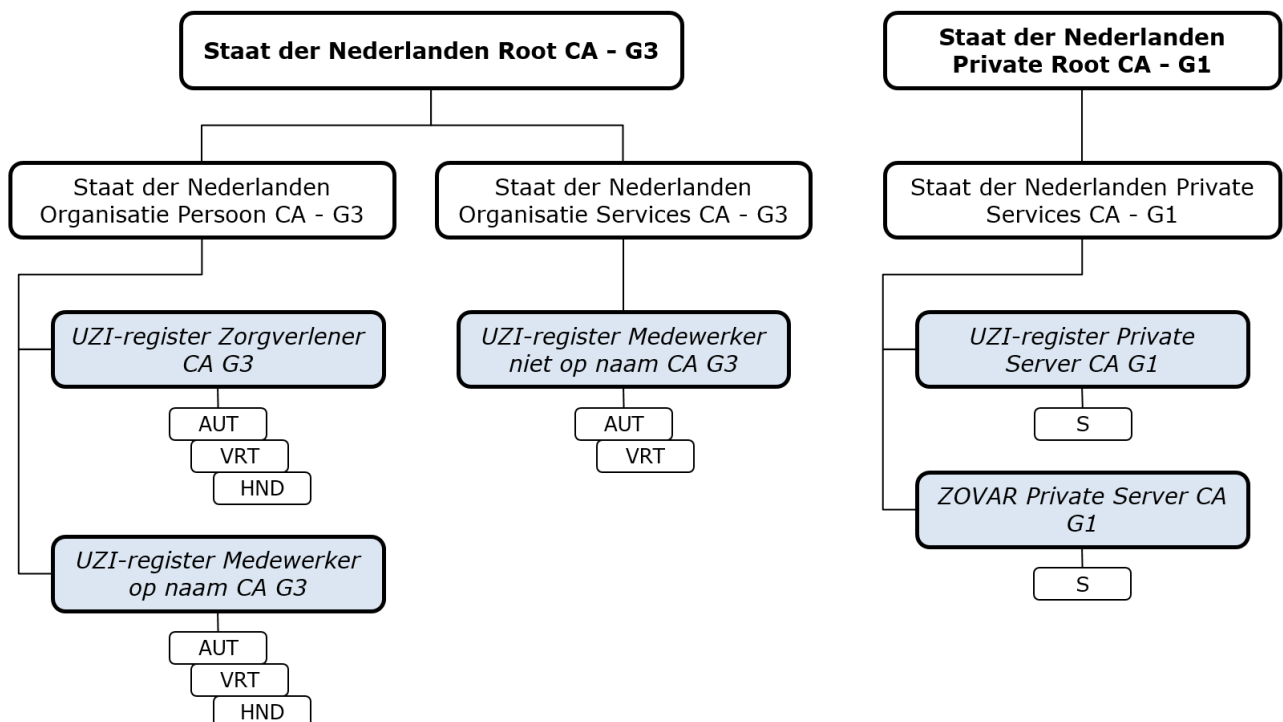 Staat der Nederlanden Root CA - G3
Staat der Nederlanden
Private Root CA - G1
Staat der Nederlanden
Organisatie Persoon CA - G3
Staat der Nederlanden
Organisatie Services CA - G3
Staat der Nederlanden Private
Services CA - G1
UZI-register Zorgverlener
CA G3
AUT
VRT
HND
UZI-register Medewerker
op naam CA G3
AUT
VRT
HND
UZI-register Medewerker
niet op naam CA G3
AUT
VRT
UZI-register Private
Server CA G1
S
ZOVAR Private Server CA
G1
S